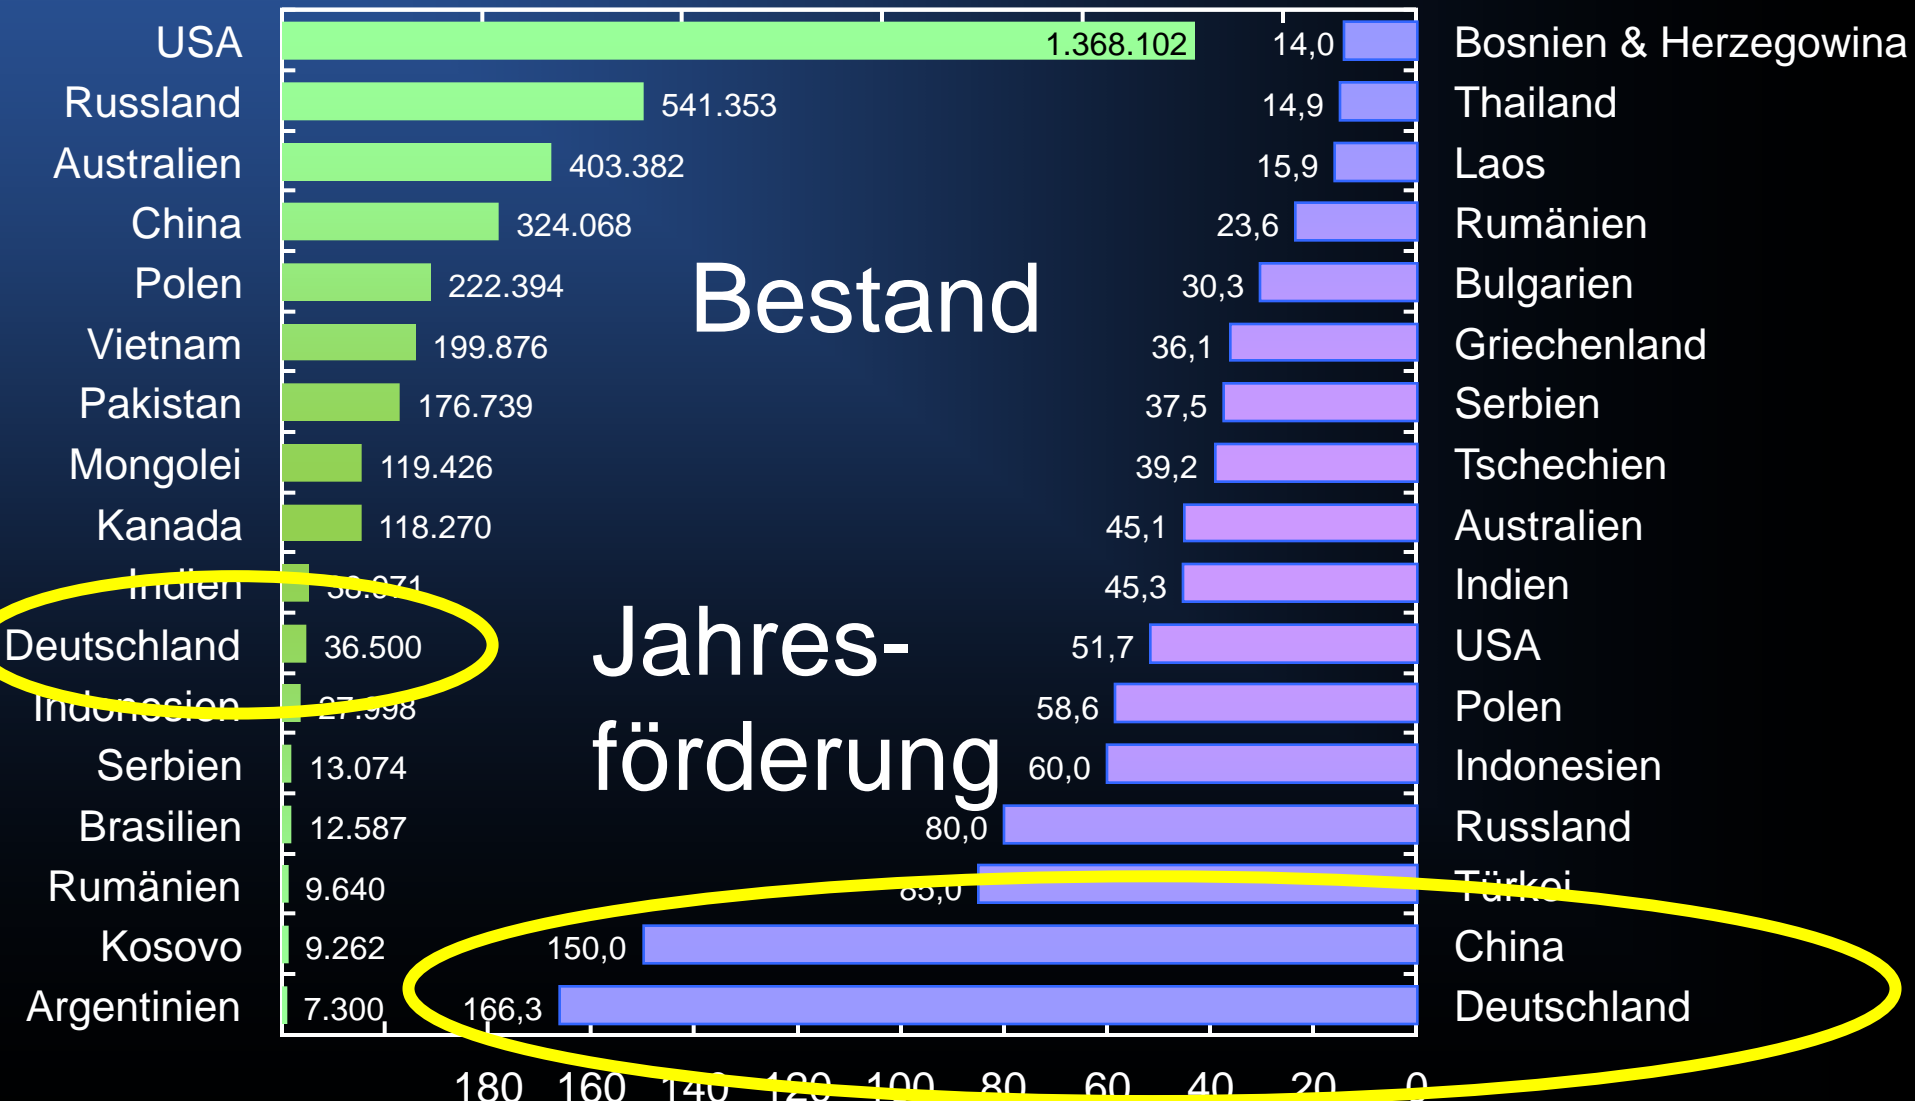 USA 1.368.102 14,0 Bosnien & Herzegowina
Russland 541.353 14,9 Thailand
Australien 403.382 15,9 Laos
China 324.068 23,6 Rumänien
Polen 222.394 Bestand 30,3 Bulgarien
Vietnam 199.876 36,1 Griechenland
Pakistan 176.739 37,5 Serbien
Mongolei 119.426 39,2 Tschechien
Kanada 118.270 45,1 Australien
Indien 45,3 Indien
Deutschland 36.500 Jahres- 51,7 USA
Indonesien 27.998 58,6 Polen
Serbien 13.074 förderung 60,0 Indonesien
Brasilien 12.587 80,0 Russland
Rumänien 9.640 85,0 Türkei
Kosovo 9.262 150,0 China
Argentinien 7.300 166,3 Deutschland
180 160 140 120 100 80 60 40 20 0